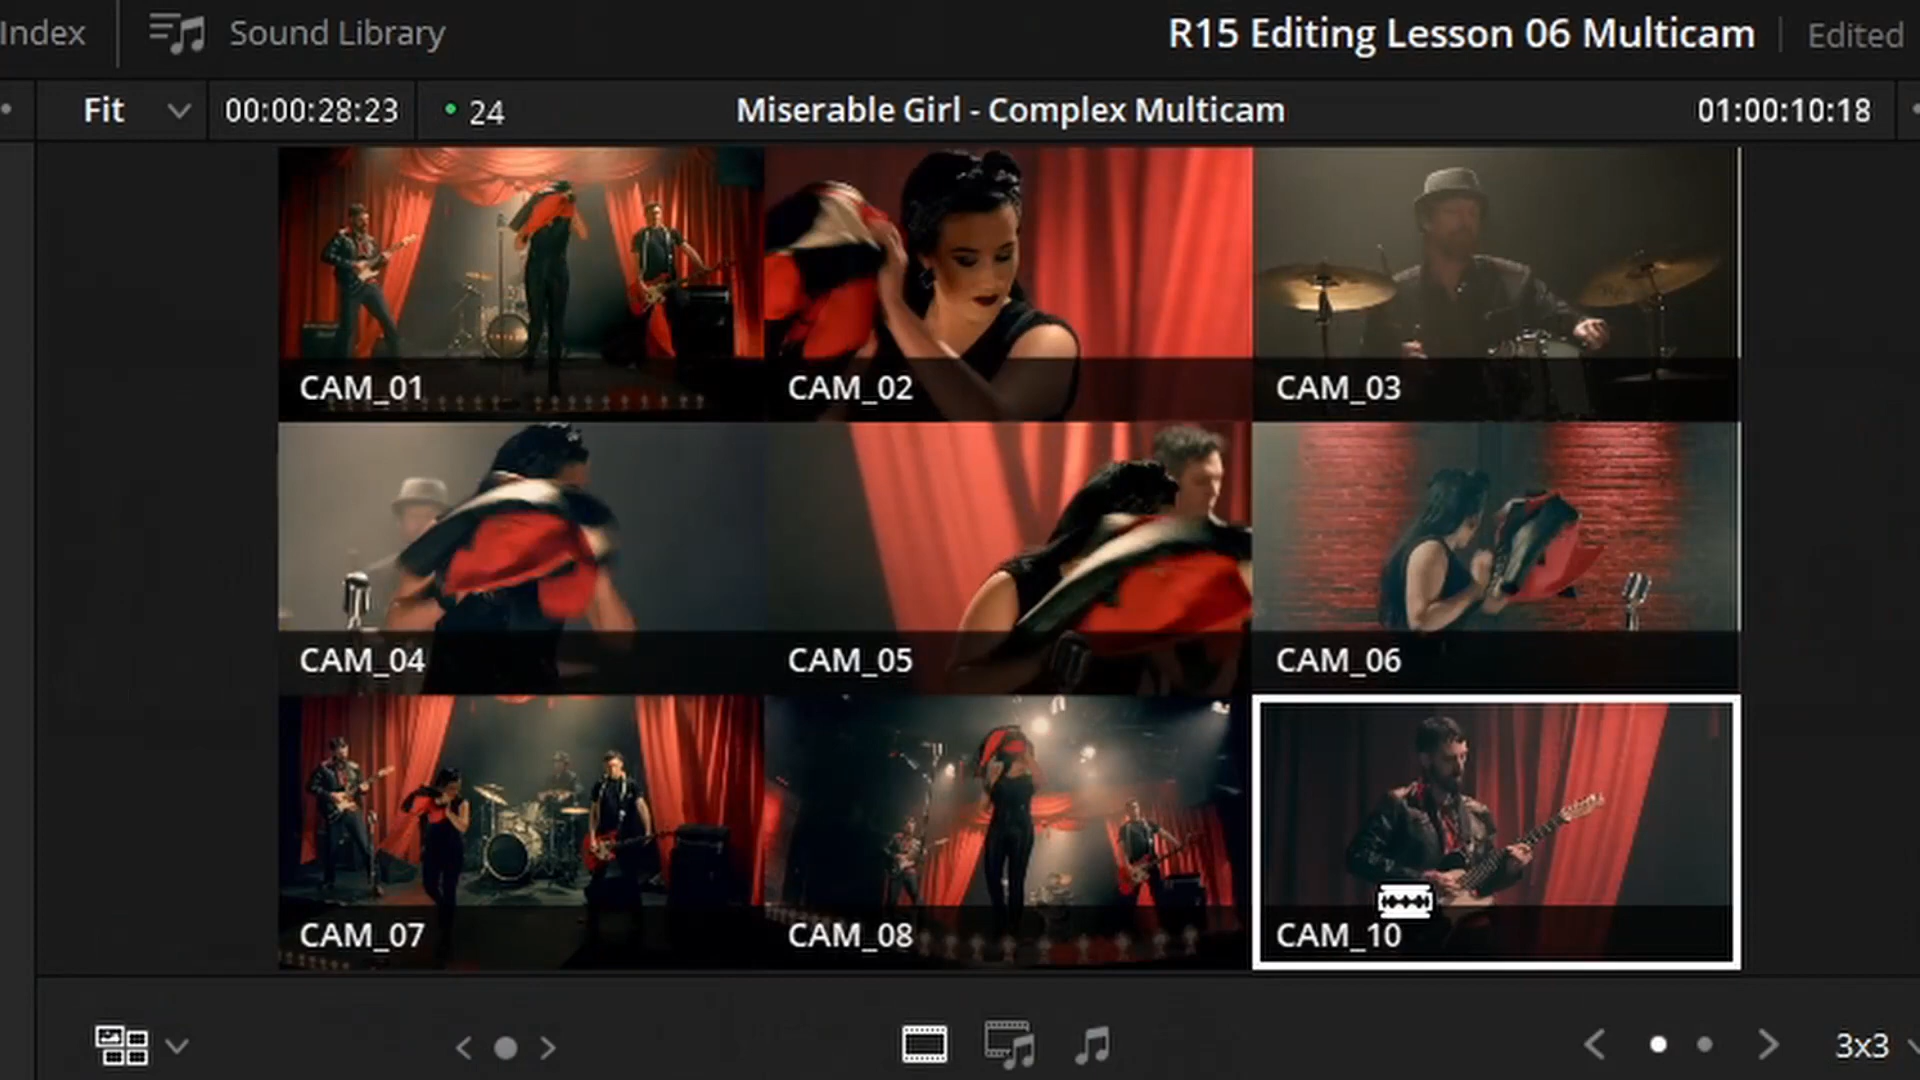 Index
Sound Library
R15 Editing Lesson 06 Multicam
Edited
Fit
00:00:28:23
24
Miserable Girl - Complex Multicam
01:00:10:18
CAM_01
CAM_02
CAM_03
CAM_04
CAM_05
CAM_06
CAM_07
CAM_08
CAM_10
3x3